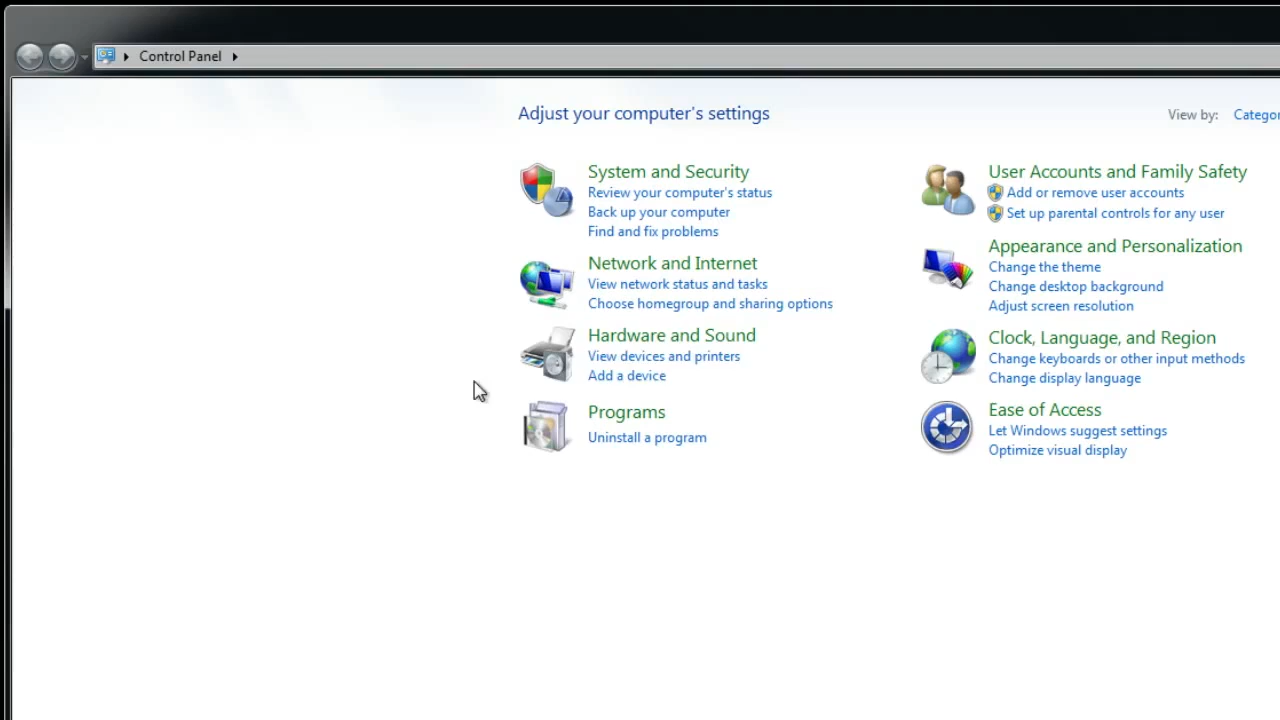 Control Panel
Adjust your computer's settings
View by:
System and Security
Review your computer's status
Back up your computer
Find and fix problems
Network and Internet
View network status and tasks
Choose homegroup and sharing options
Hardware and Sound
View devices and printers
Add a device
Programs
Uninstall a program
User Accounts and Family Safety
Add or remove user accounts
Set up parental controls for any user
Appearance and Personalization
Change the theme
Change desktop background
Adjust screen resolution
Clock, Language, and Region
Change keyboards or other input methods
Change display language
Ease of Access
Let Windows suggest settings
Optimize visual display